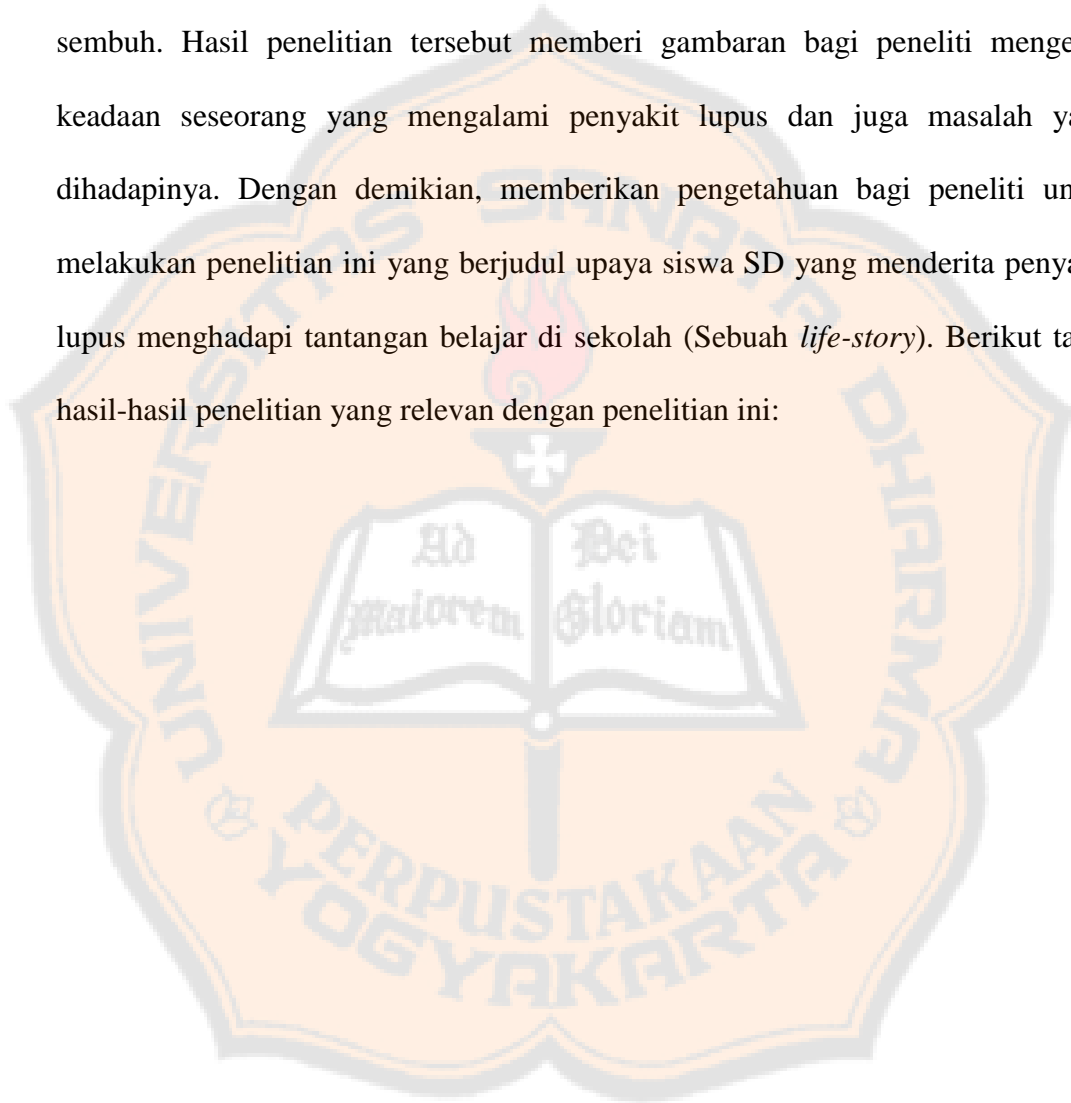 sembuh. Hasil penelitian tersebut memberi gambaran bagi peneliti menge
keadaan seseorang yang mengalami penyakit lupus dan juga masalah ya
dihadapinya. Dengan demikian, memberikan pengetahuan bagi peneliti un
melakukan penelitian ini yang berjudul upaya siswa SD yang menderita penya
lupus menghadapi tantangan belajar di sekolah (Sebuah life-story). Berikut ta
hasil-hasil penelitian yang relevan dengan penelitian ini:
UNIVERSITAS SANATA DHARMA
Ad Dei
Maiorem Gloriam
PERPUSTAKAAN
YOGYAKARTA